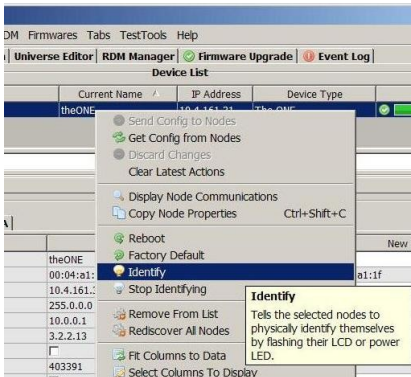 DM Firmwares Tabs TestTools Help
Universe Editor RDM Manager Firmware Upgrade Event Log
Device List
Current Name IP Address Device Type
theONE 10.4.161.31 The ONE
Send Config to Nodes
Get Config from Nodes
Discard Changes
Clear Latest Actions
Display Node Communications
Copy Node Properties Ctrl+Shift+C
Reboot
Factory Default
Identify
Stop Identifying
Remove From List
Rediscover All Nodes
Fit Columns to Data
Select Columns To Display
Identify
Tells the selected nodes to
physically identify themselves
by flashing their LCD or power
LED.
New
theONE
00:04:a1: a1:1f
10.4.161.3
255.0.0.0
10.0.0.1
3.2.2.13
403391